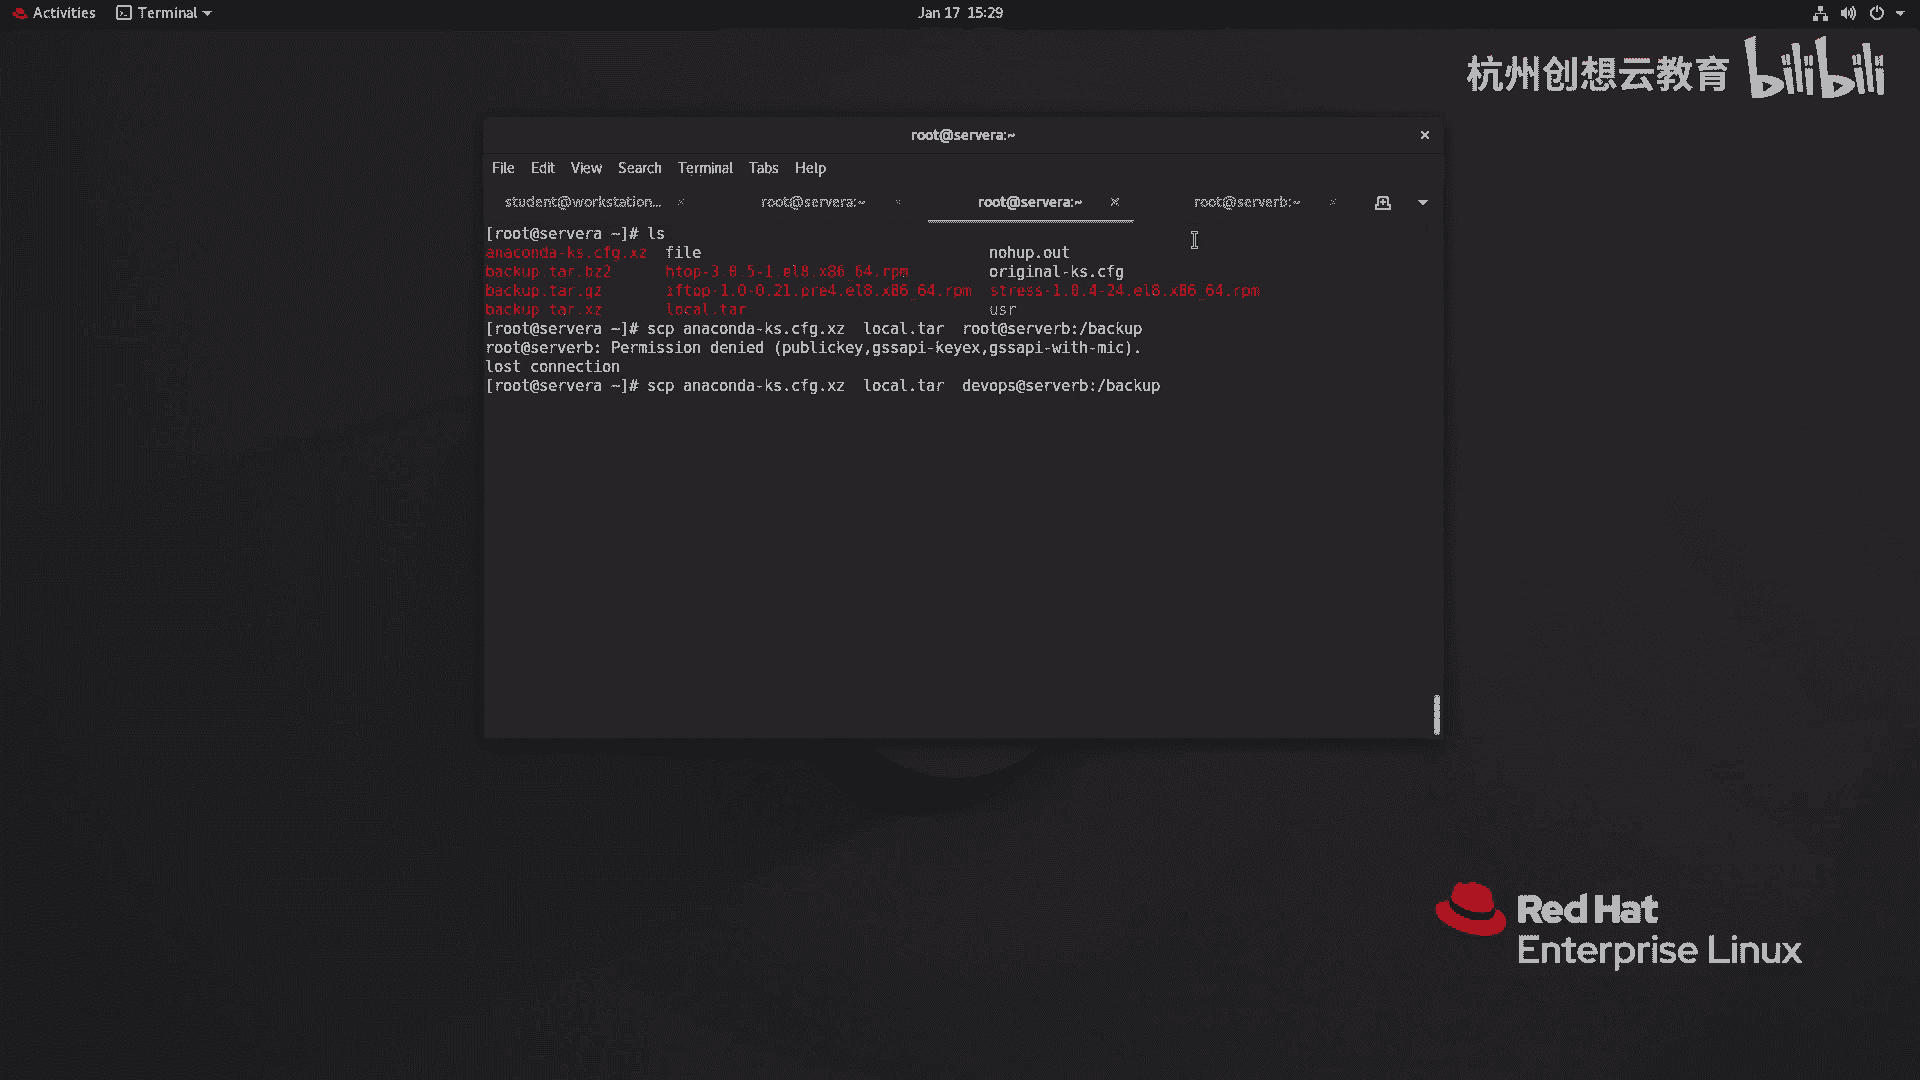 Activities Terminal Jan 17 15:29
杭州创想云教育 bilibili
root@servera:~
File Edit View Search Terminal Tabs Help
student@workstation... root@servera:~ root@servera:~ root@serverb:~
[root@servera ~]# ls
anaconda-ks.cfg.xz file nohup.out
backup.tar.bz2 htop-3.0.5-1.el8.x86_64.rpm original-ks.cfg
backup.tar.gz iftop-1.0-0.21.pre4.el8.x86_64.rpm stress-1.0.4-24.el8.x86_64.rpm
backup.tar.xz local.tar usr
[root@servera ~]# scp anaconda-ks.cfg.xz local.tar root@serverb:/backup
root@serverb: Permission denied (publickey,gssapi-keyex,gssapi-with-mic).
lost connection
[root@servera ~]# scp anaconda-ks.cfg.xz local.tar devops@serverb:/backup
Red Hat
Enterprise Linux